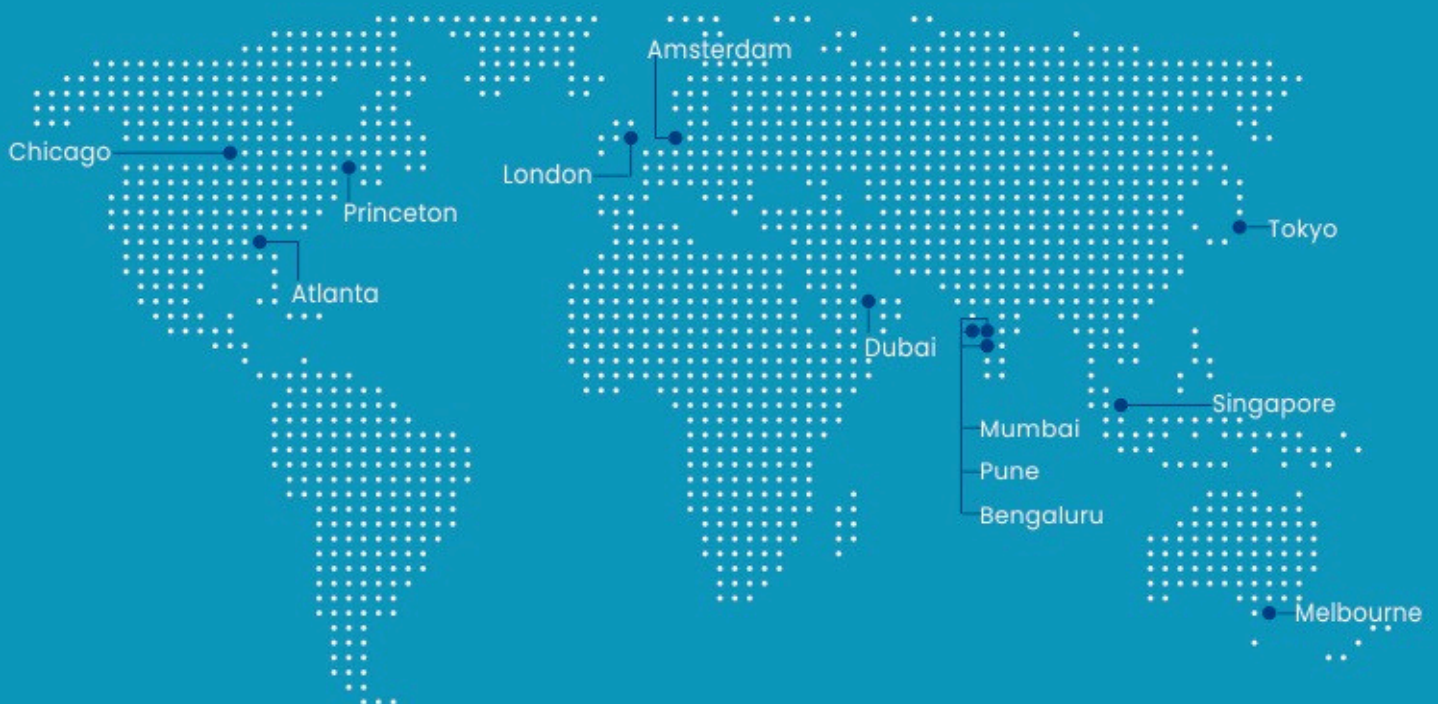 Amsterdam
Chicago
London
Princeton
Tokyo
Atlanta
Dubai
Singapore
Mumbai
Pune
Bengaluru
Melbourne